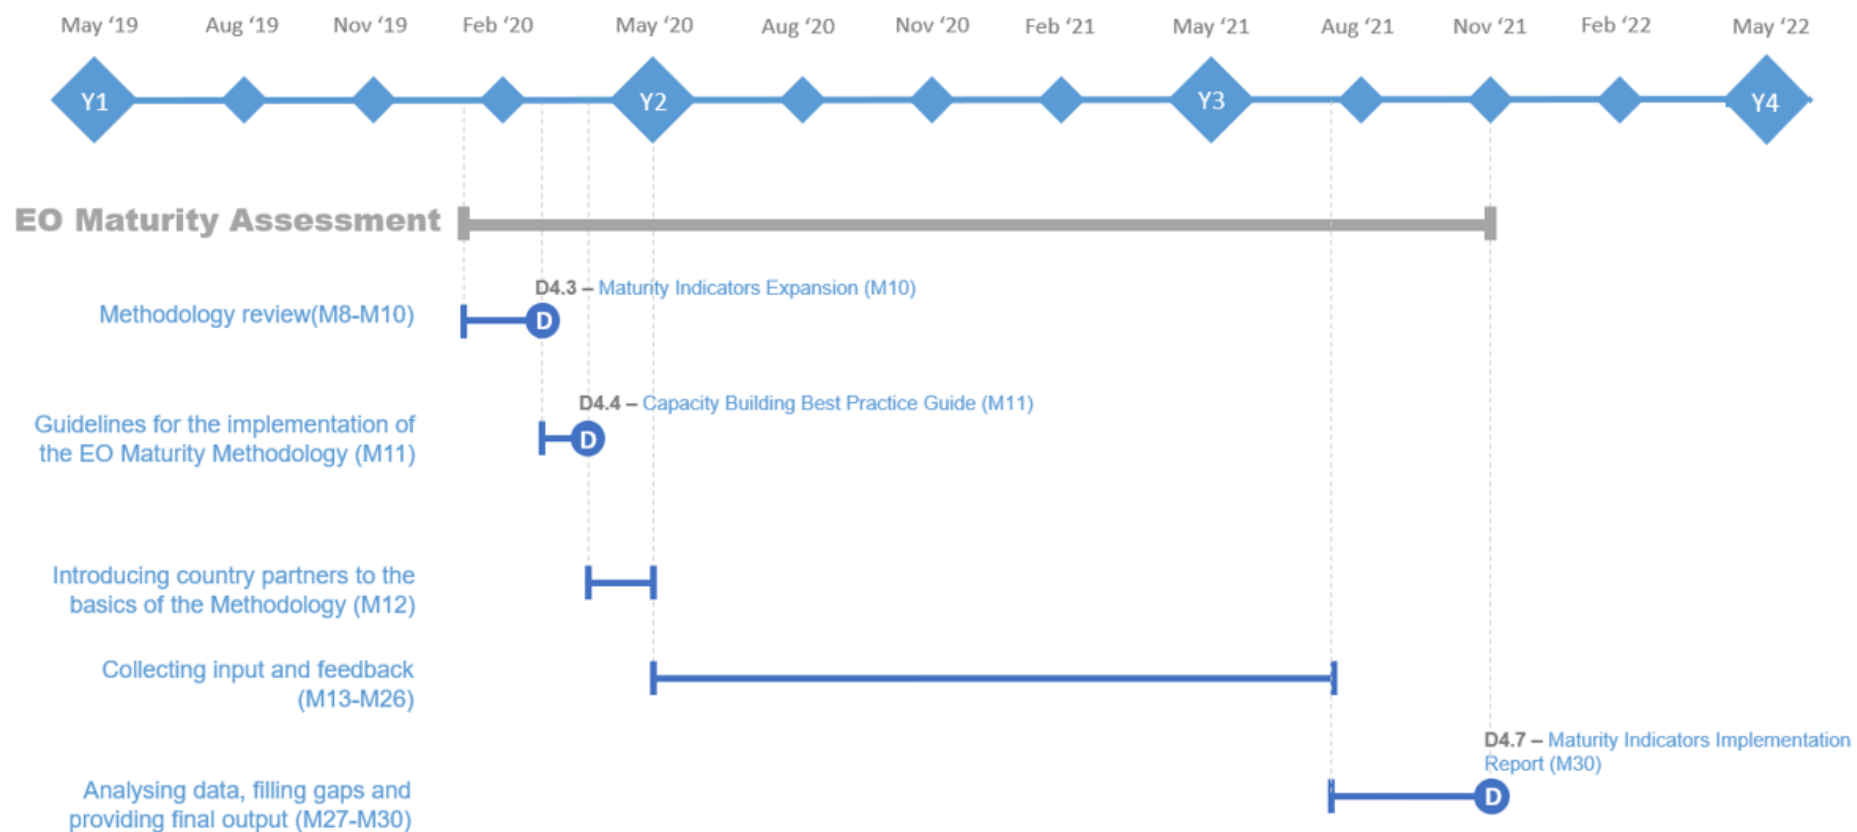 May ‘19 Aug ‘19 Nov ‘19 Feb ‘20 May ‘20 Aug ‘20 Nov ‘20 Feb ‘21 May ‘21 Aug ‘21 Nov ‘21 Feb ‘22 May ‘22
Y1 Y2 Y3 Y4
EO Maturity Assessment
D4.3 – Maturity Indicators Expansion (M10)
Methodology review(M8-M10)
D
D4.4 – Capacity Building Best Practice Guide (M11)
Guidelines for the implementation of
the EO Maturity Methodology (M11)
D
Introducing country partners to the
basics of the Methodology (M12)
Collecting input and feedback
(M13-M26)
D4.7 – Maturity Indicators Implementation
Report (M30)
Analysing data, filling gaps and
providing final output (M27-M30)
D